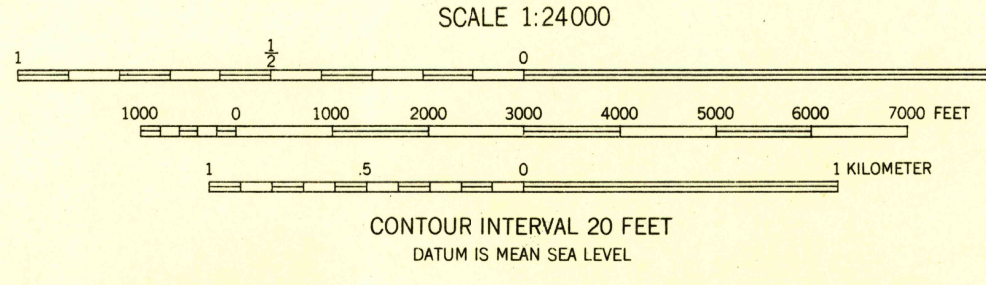 SCALE 1:24000
1 1/2 0
1000 0 1000 2000 3000 4000 5000 6000 7000 FEET
1 .5 0 1 KILOMETER
CONTOUR INTERVAL 20 FEET
DATUM IS MEAN SEA LEVEL